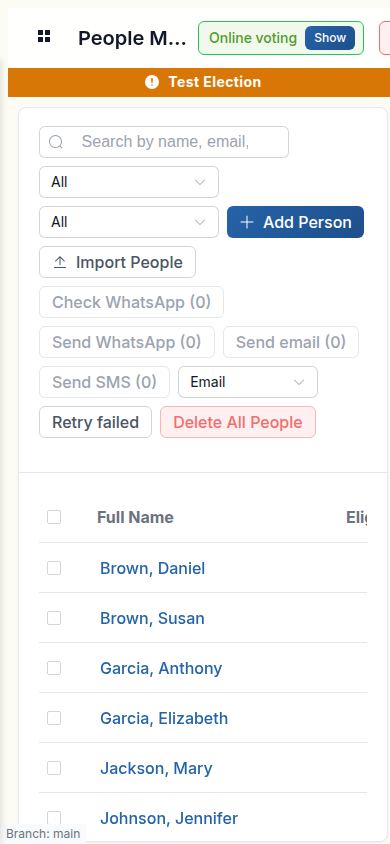 People M...
Online voting Show
Test Election
Search by name, email,
All
All
Add Person
Import People
Check WhatsApp (0)
Send WhatsApp (0) Send email (0)
Send SMS (0) Email
Retry failed Delete All People
Full Name
Brown, Daniel
Brown, Susan
Garcia, Anthony
Garcia, Elizabeth
Jackson, Mary
Johnson, Jennifer
Branch: main